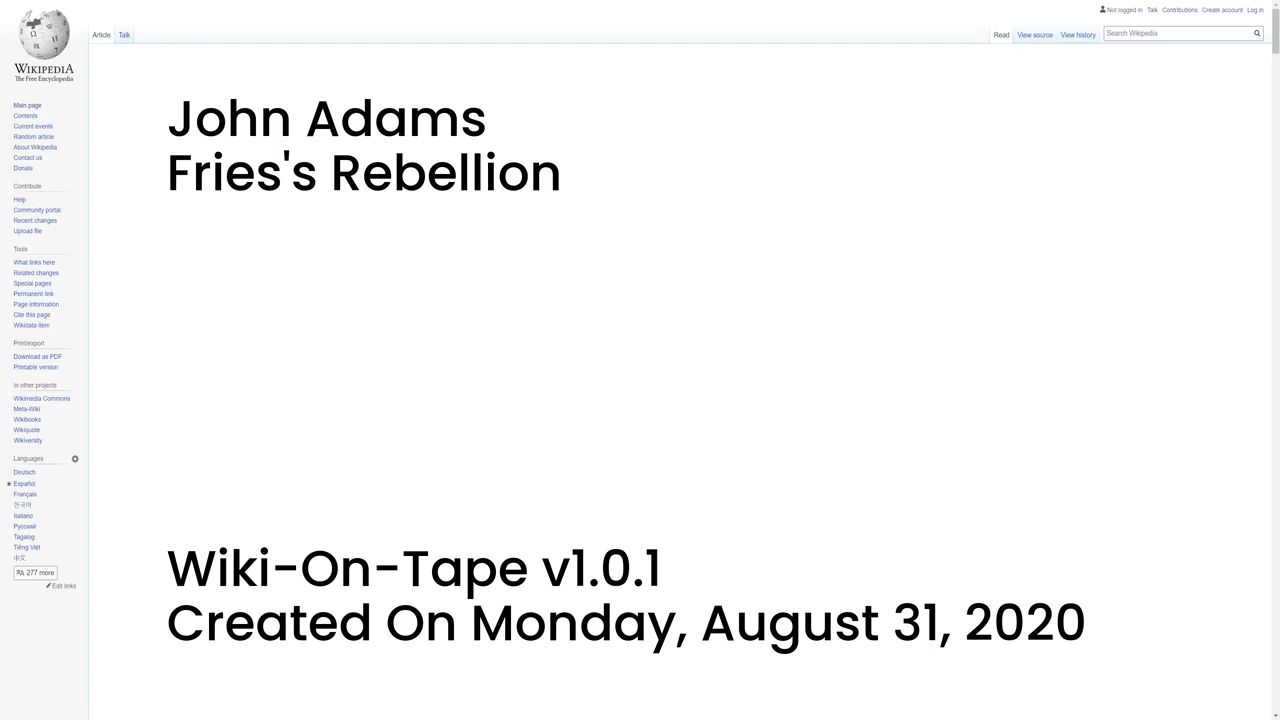 Not logged in
Talk
Contributions
Create account
Log in
Article
Talk
Read
View source
View history
Search Wikipedia
WIKIPEDIA
The Free Encyclopedia
Main page
Contents
Current events
Random article
About Wikipedia
Contact us
Donate
Contribute
Help
Community portal
Recent changes
Upload file
Tools
What links here
Related changes
Special pages
Permanent link
Page information
Cite this page
Wikidata item
Print/export
Download as PDF
Printable version
In other projects
Wikimedia Commons
Meta-Wiki
Wikibooks
Wikiquote
Wikiversity
Languages
Deutsch
Español
Français
한국어
Italiano
Русский
Tagalog
Tiếng Việt
中文
277 more
Edit links
John Adams
Fries's Rebellion
Wiki-On-Tape v1.0.1
Created On Monday, August 31, 2020